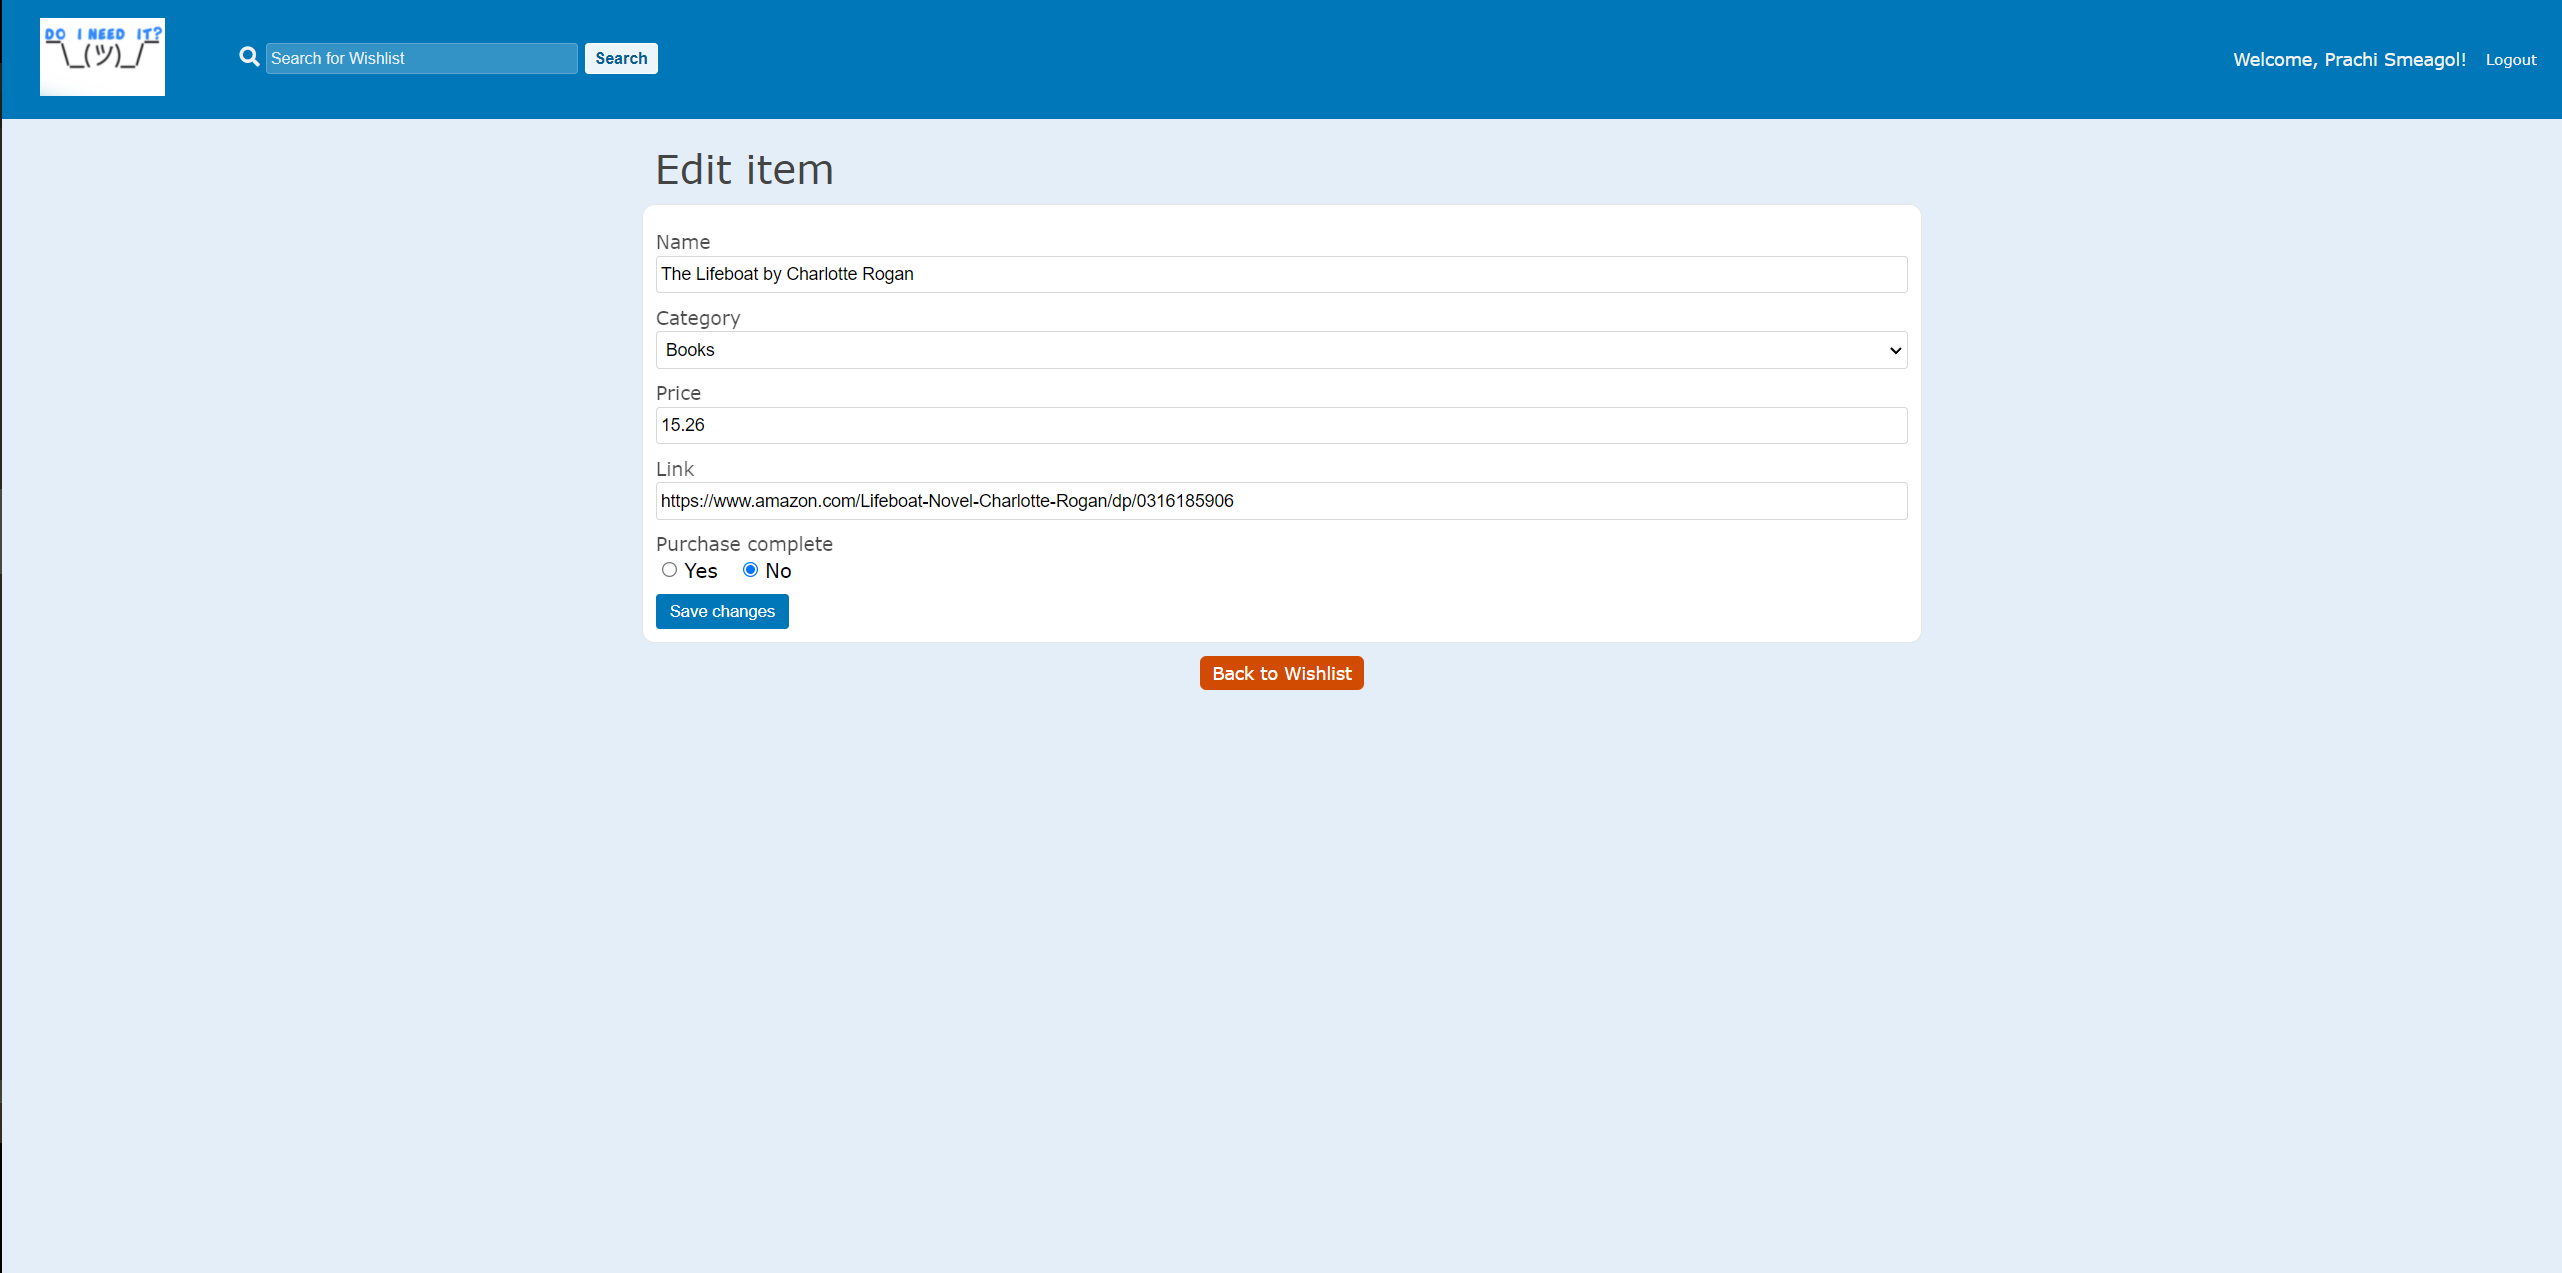 DO I NEED IT?
¯\_(ツ)_/¯
Search for Wishlist
Search
Welcome, Prachi Smeagol!
Logout
Edit item
Name
The Lifeboat by Charlotte Rogan
Category
Books
Price
15.26
Link
https://www.amazon.com/Lifeboat-Novel-Charlotte-Rogan/dp/0316185906
Purchase complete
Yes No
Save changes
Back to Wishlist